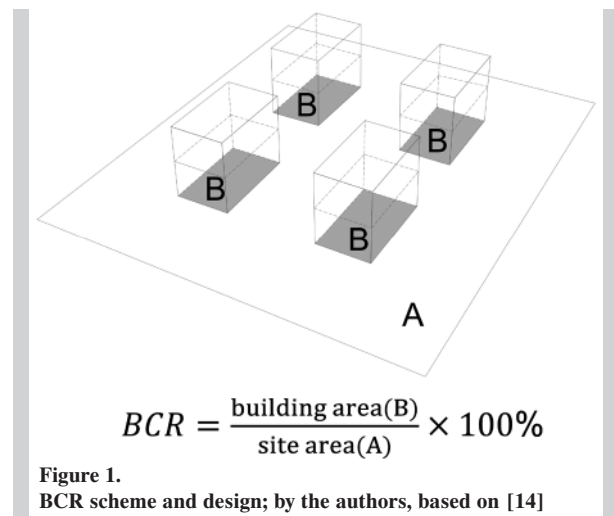 B
B
B
B
A
BCR = building area(B) / site area(A) × 100%
Figure 1.
BCR scheme and design; by the authors, based on [14]